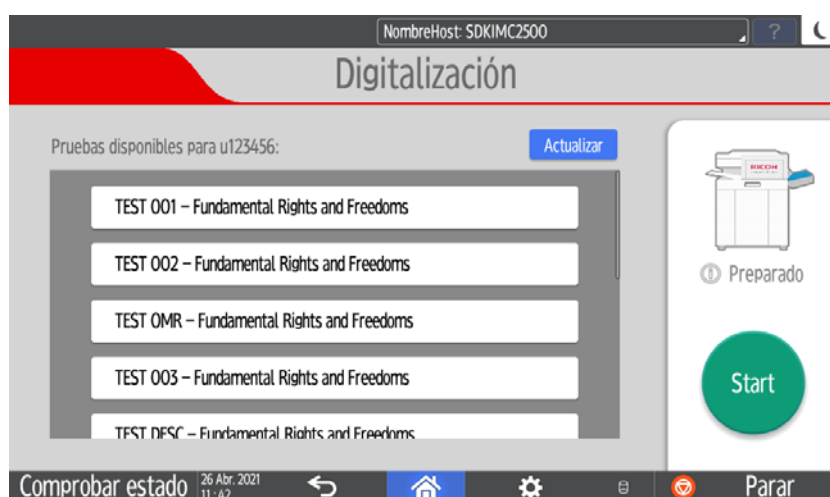 NombreHost: SDKIMC2500
?
Digitalización
Pruebas disponibles para u123456:
Actualizar
TEST 001 – Fundamental Rights and Freedoms
TEST 002 – Fundamental Rights and Freedoms
TEST OMR – Fundamental Rights and Freedoms
TEST 003 – Fundamental Rights and Freedoms
TEST DESC – Fundamental Rights and Freedoms
RICOH
Preparado
Start
Comprobar estado
26 Abr. 2021
11:42
Parar